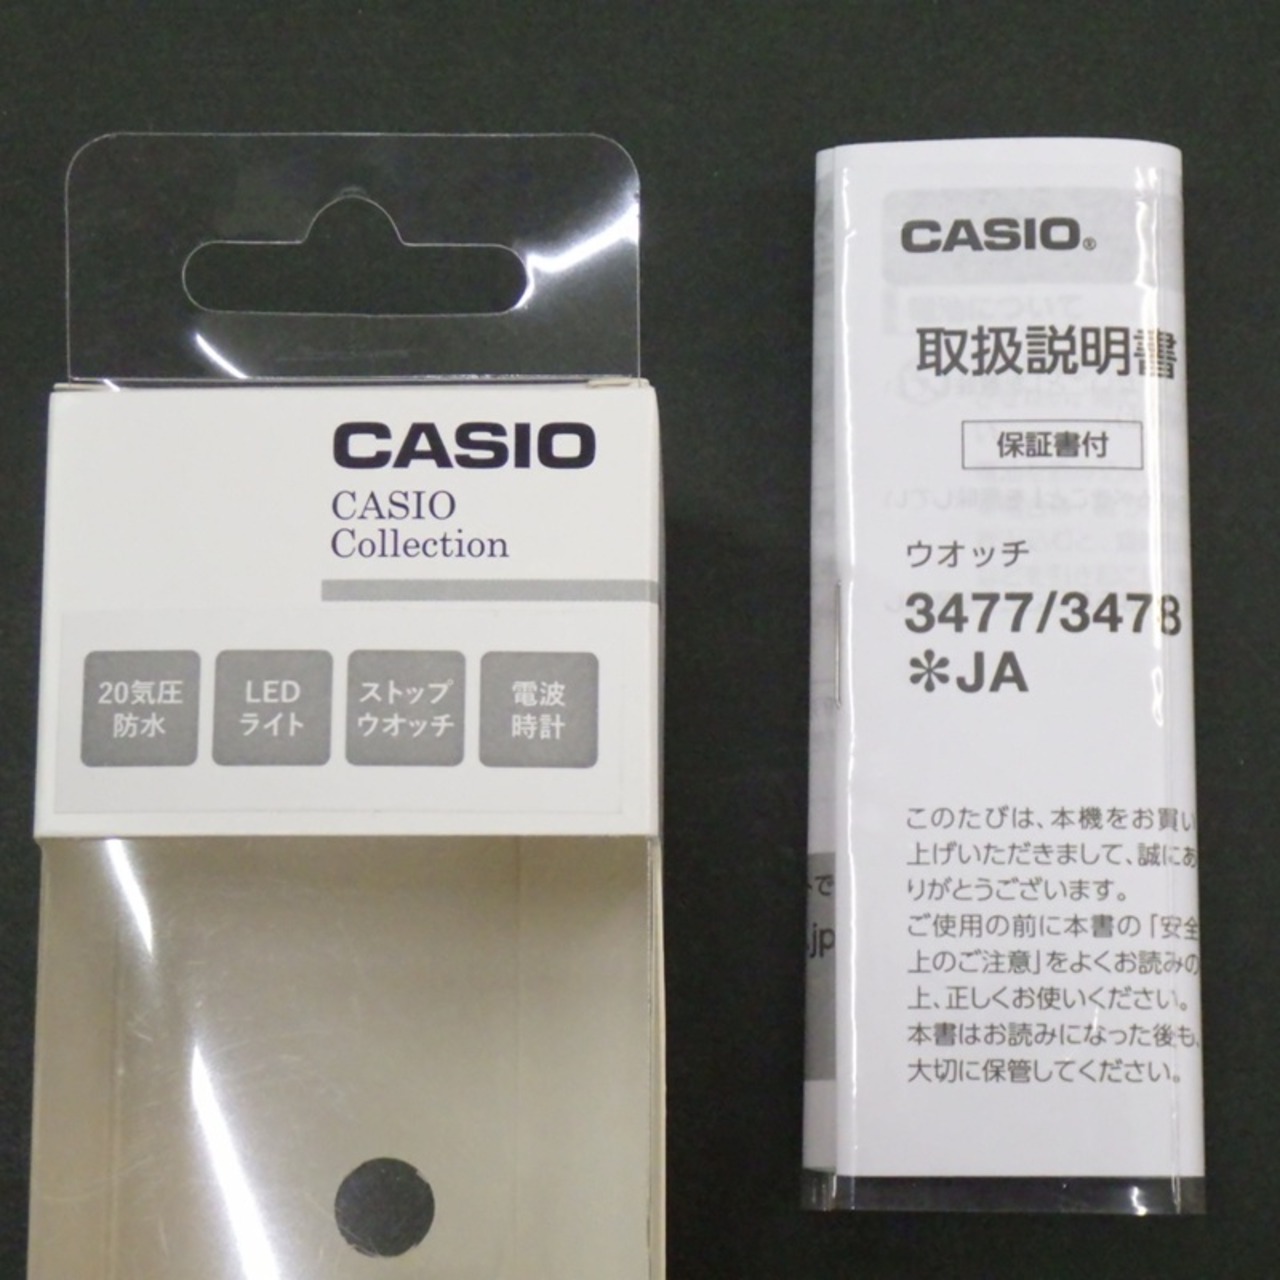 CASIO
CASIO
Collection
20気圧
防水
LED
ライト
ストップ
ウオッチ
電波
時計
CASIO®
取扱説明書
保証書付
ウオッチ
3477/3478
＊JA
このたびは、本機をお買い
上げいただきまして、誠にあ
りがとうございます。
ご使用の前に本書の「安全
上のご注意」をよくお読みの
上、正しくお使いください。
本書はお読みになった後も、
大切に保管してください。
で
.jp